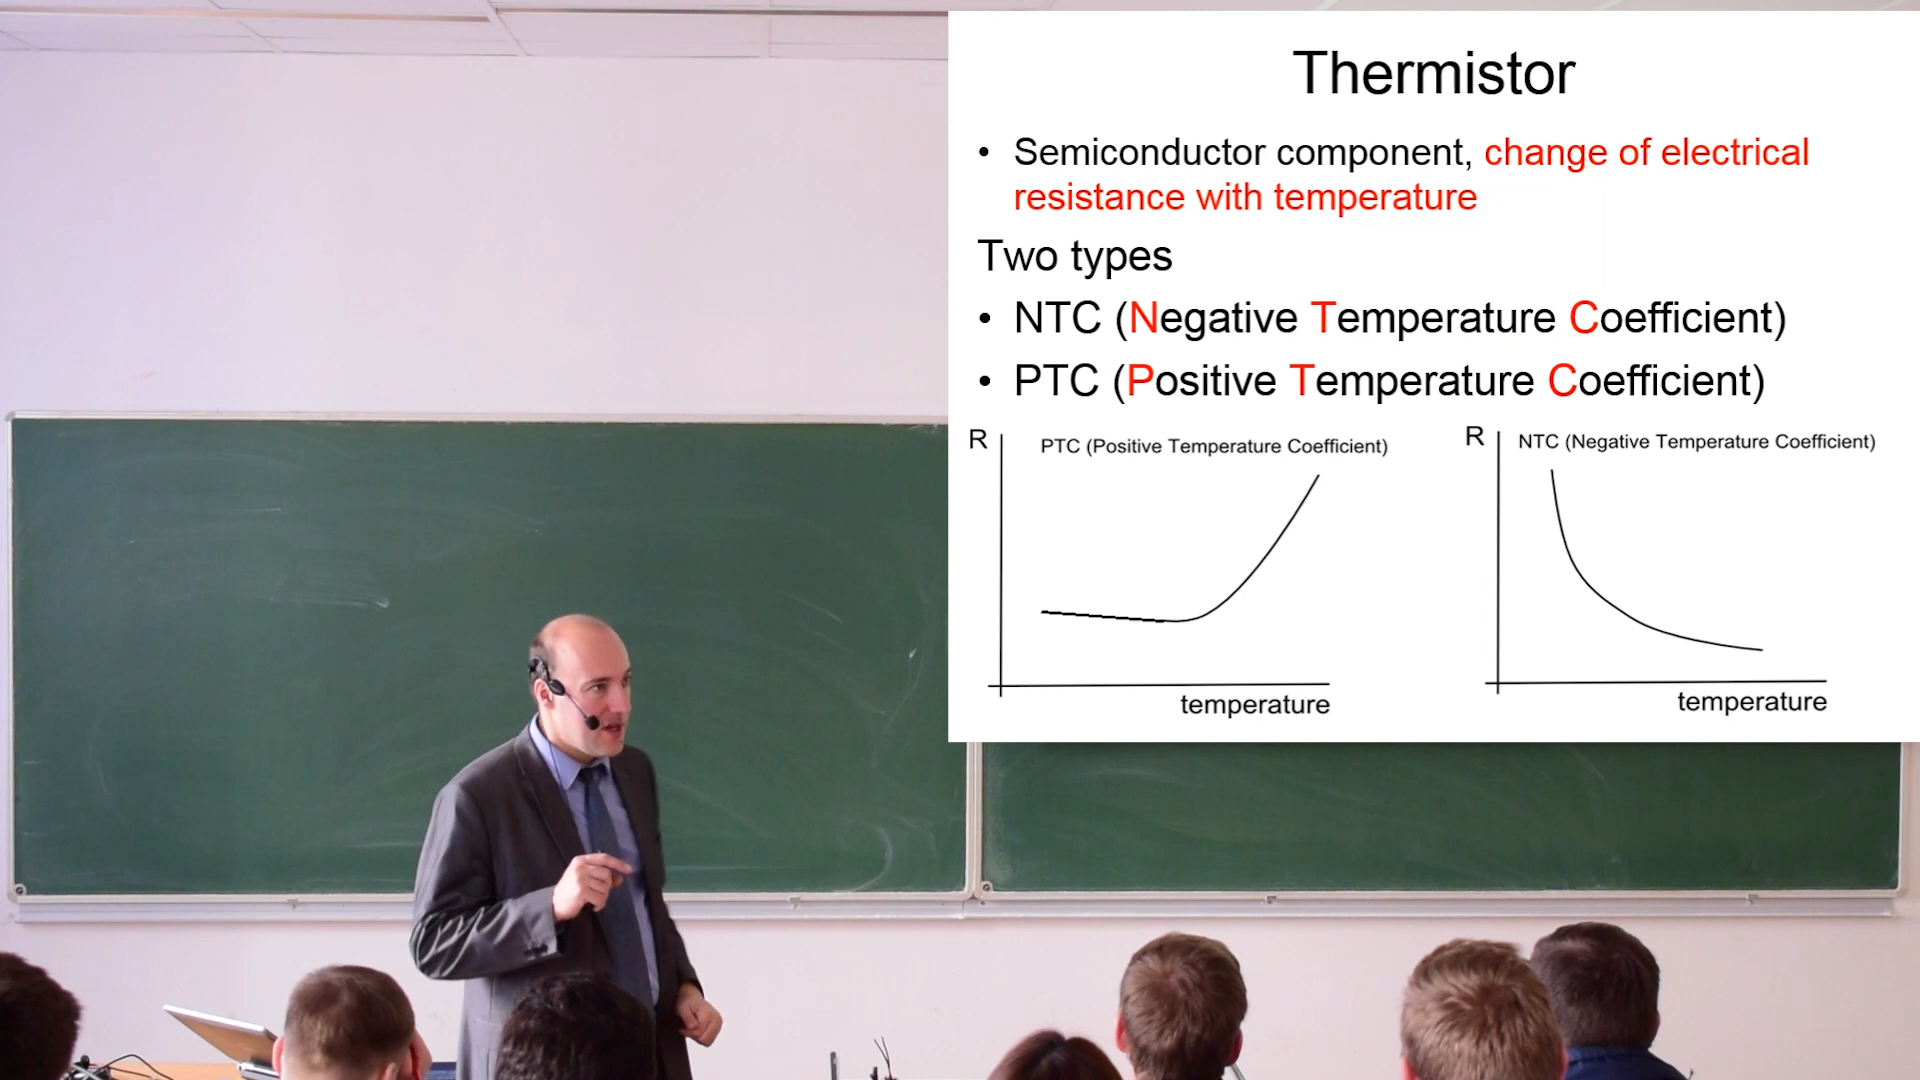 Thermistor
• Semiconductor component, change of electrical
resistance with temperature
Two types
• NTC (Negative Temperature Coefficient)
• PTC (Positive Temperature Coefficient)
R
PTC (Positive Temperature Coefficient)
temperature
R
NTC (Negative Temperature Coefficient)
temperature